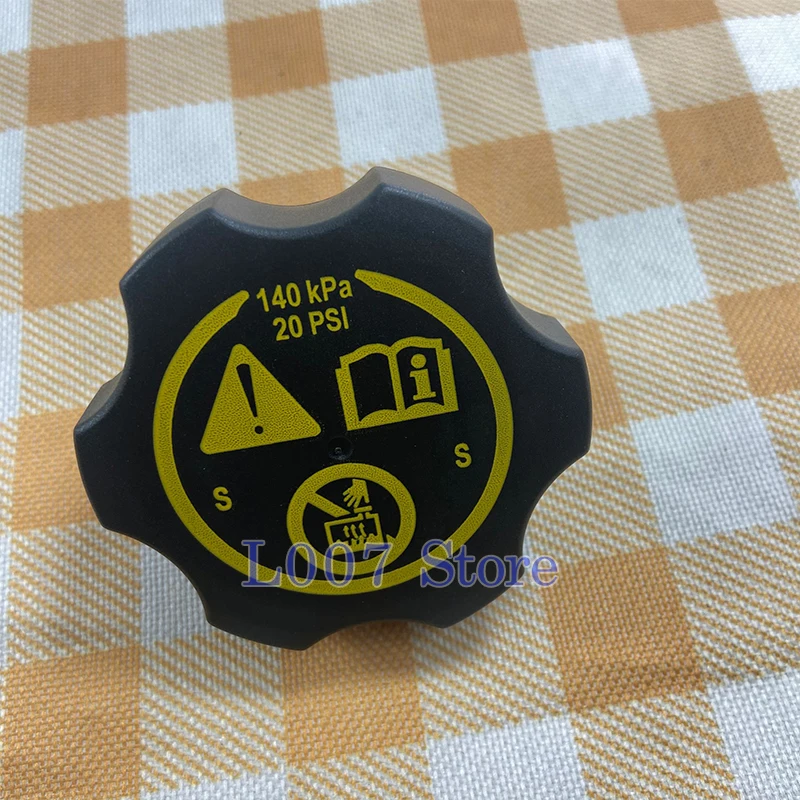 140 kPa
20 PSI
i
S
S
L007 Store